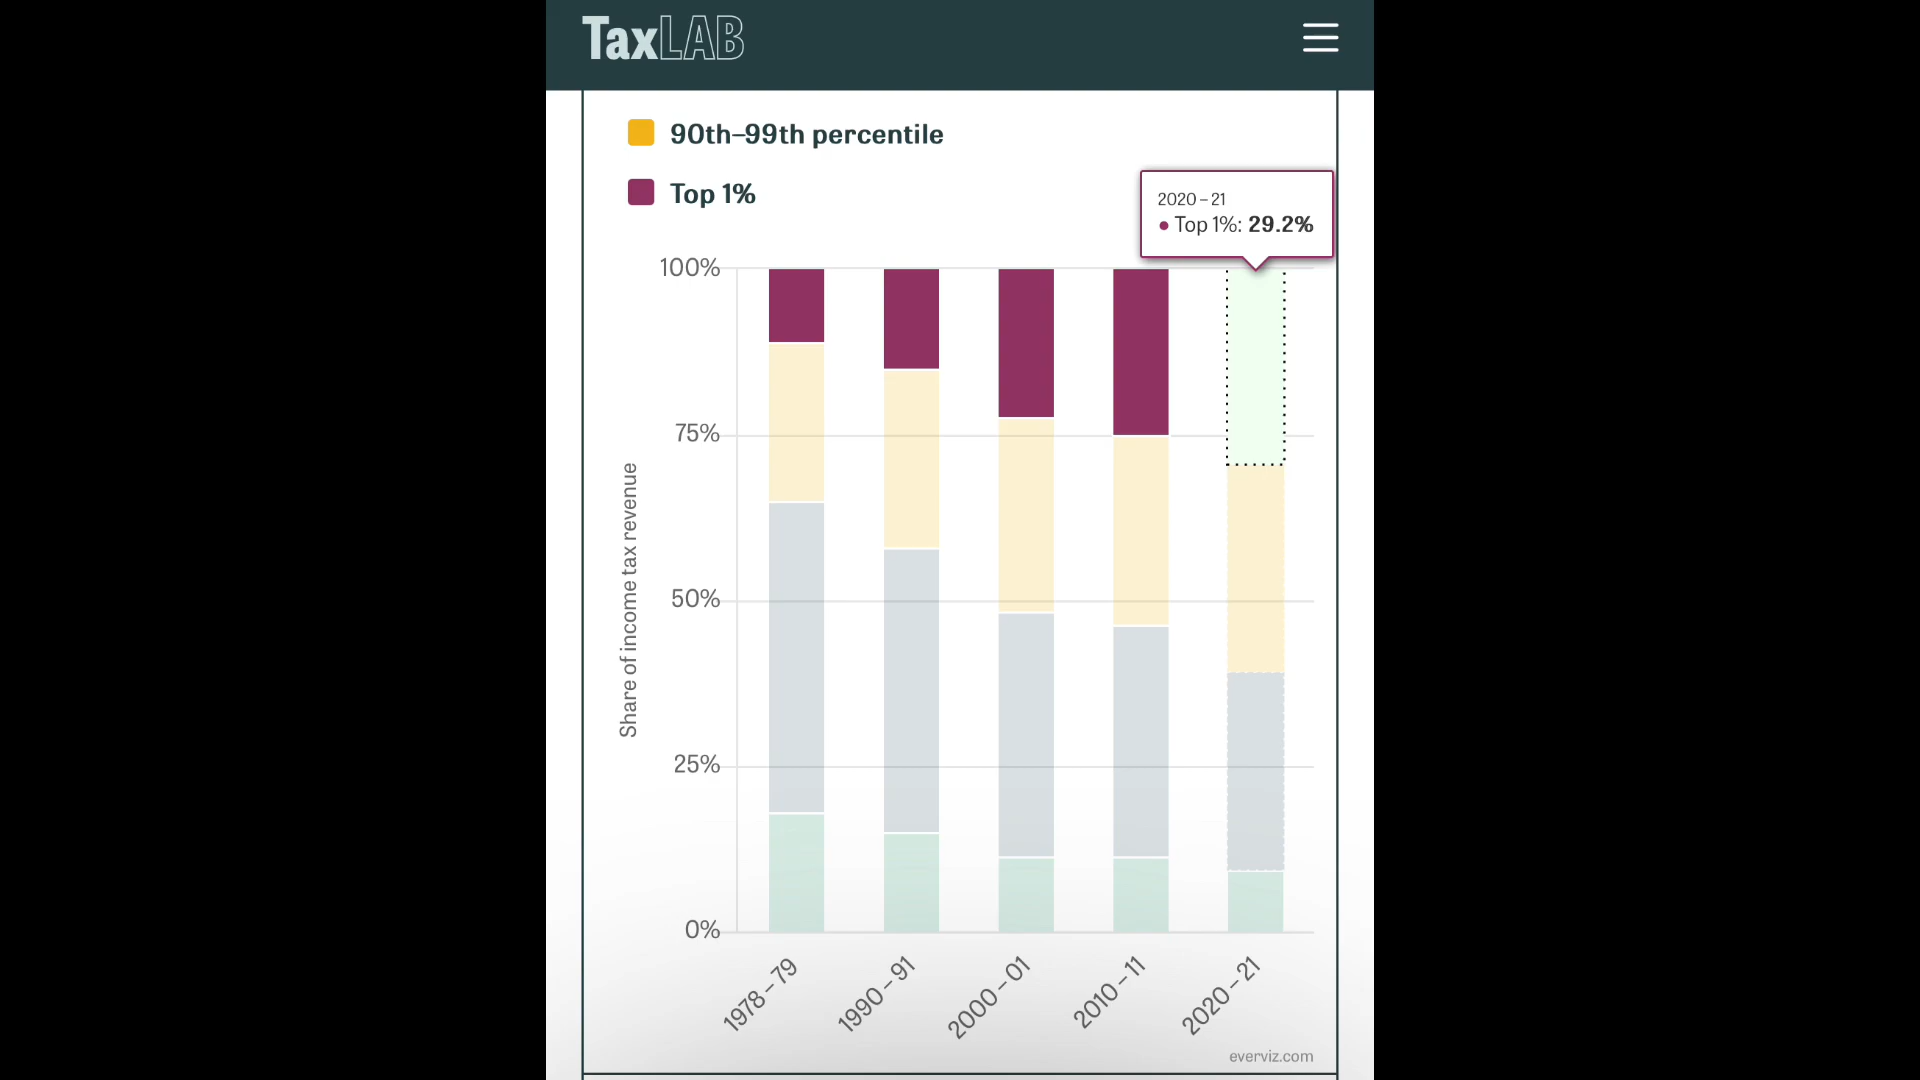 TaxLAB
90th–99th percentile
Top 1%
2020 – 21
● Top 1%: 29.2%
100%
75%
50%
25%
0%
Share of income tax revenue
1978 – 79
1990 – 91
2000 – 01
2010 – 11
2020 – 21
everviz.com